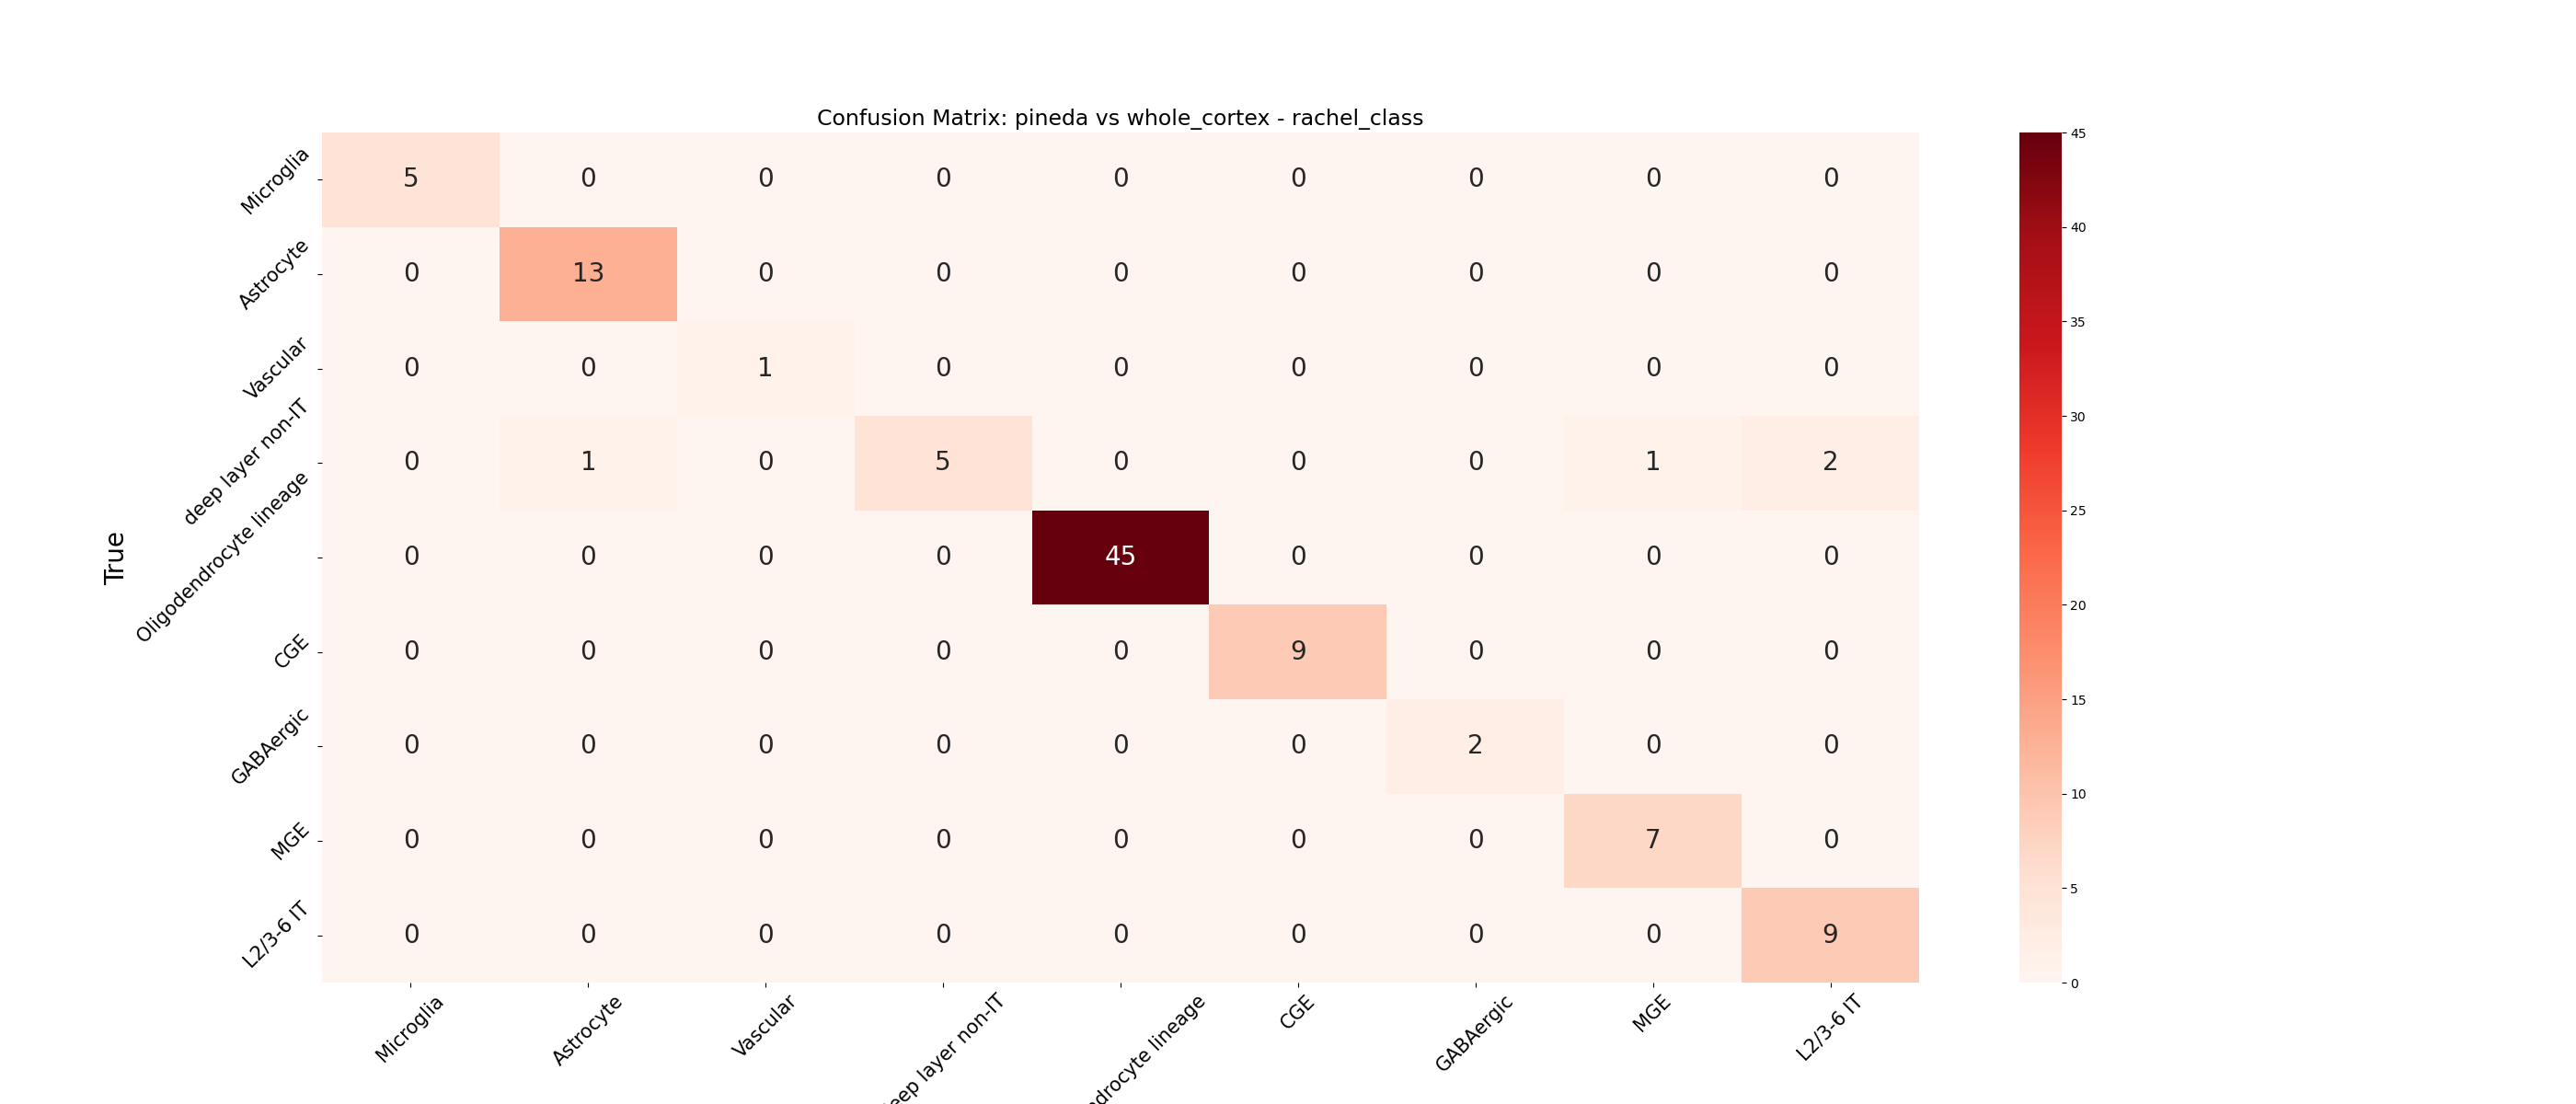 Confusion Matrix: pineda vs whole_cortex - rachel_class
True
Microglia 5 0 0 0 0 0 0 0 0
Astrocyte 0 13 0 0 0 0 0 0 0
Vascular 0 0 1 0 0 0 0 0 0
deep layer non-IT 0 1 0 5 0 0 0 1 2
Oligodendrocyte lineage 0 0 0 0 45 0 0 0 0
CGE 0 0 0 0 0 9 0 0 0
GABAergic 0 0 0 0 0 0 2 0 0
MGE 0 0 0 0 0 0 0 7 0
L2/3-6 IT 0 0 0 0 0 0 0 0 9
Microglia
Astrocyte
Vascular
layer non-IT
lineage
CGE
GABAergic
MGE
L2/3-6 IT
45
40
35
30
25
20
15
10
5
0